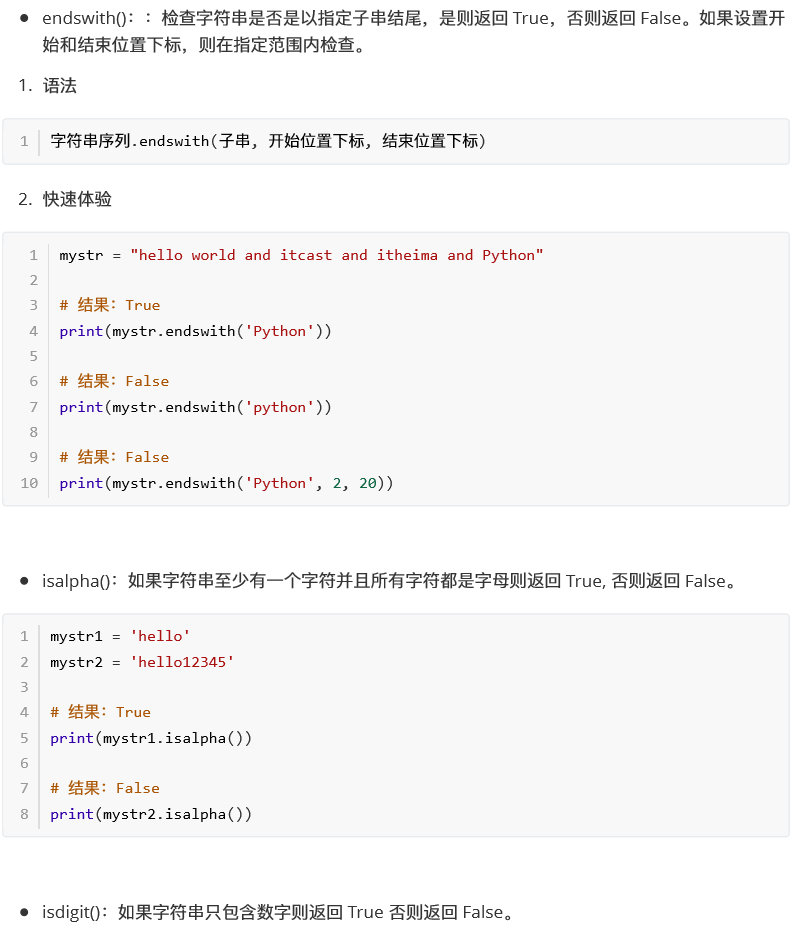 • endswith()：：检查字符串是否是以指定子串结尾，是则返回 True，否则返回 False。如果设置开
始和结束位置下标，则在指定范围内检查。
1. 语法
1 字符串序列.endswith(子串, 开始位置下标, 结束位置下标)
2. 快速体验
1 mystr = "hello world and itcast and itheima and Python"
2
3 # 结果：True
4 print(mystr.endswith('Python'))
5
6 # 结果：False
7 print(mystr.endswith('python'))
8
9 # 结果：False
10 print(mystr.endswith('Python', 2, 20))
• isalpha()：如果字符串至少有一个字符并且所有字符都是字母则返回 True, 否则返回 False。
1 mystr1 = 'hello'
2 mystr2 = 'hello12345'
3
4 # 结果：True
5 print(mystr1.isalpha())
6
7 # 结果：False
8 print(mystr2.isalpha())
• isdigit()：如果字符串只包含数字则返回 True 否则返回 False。